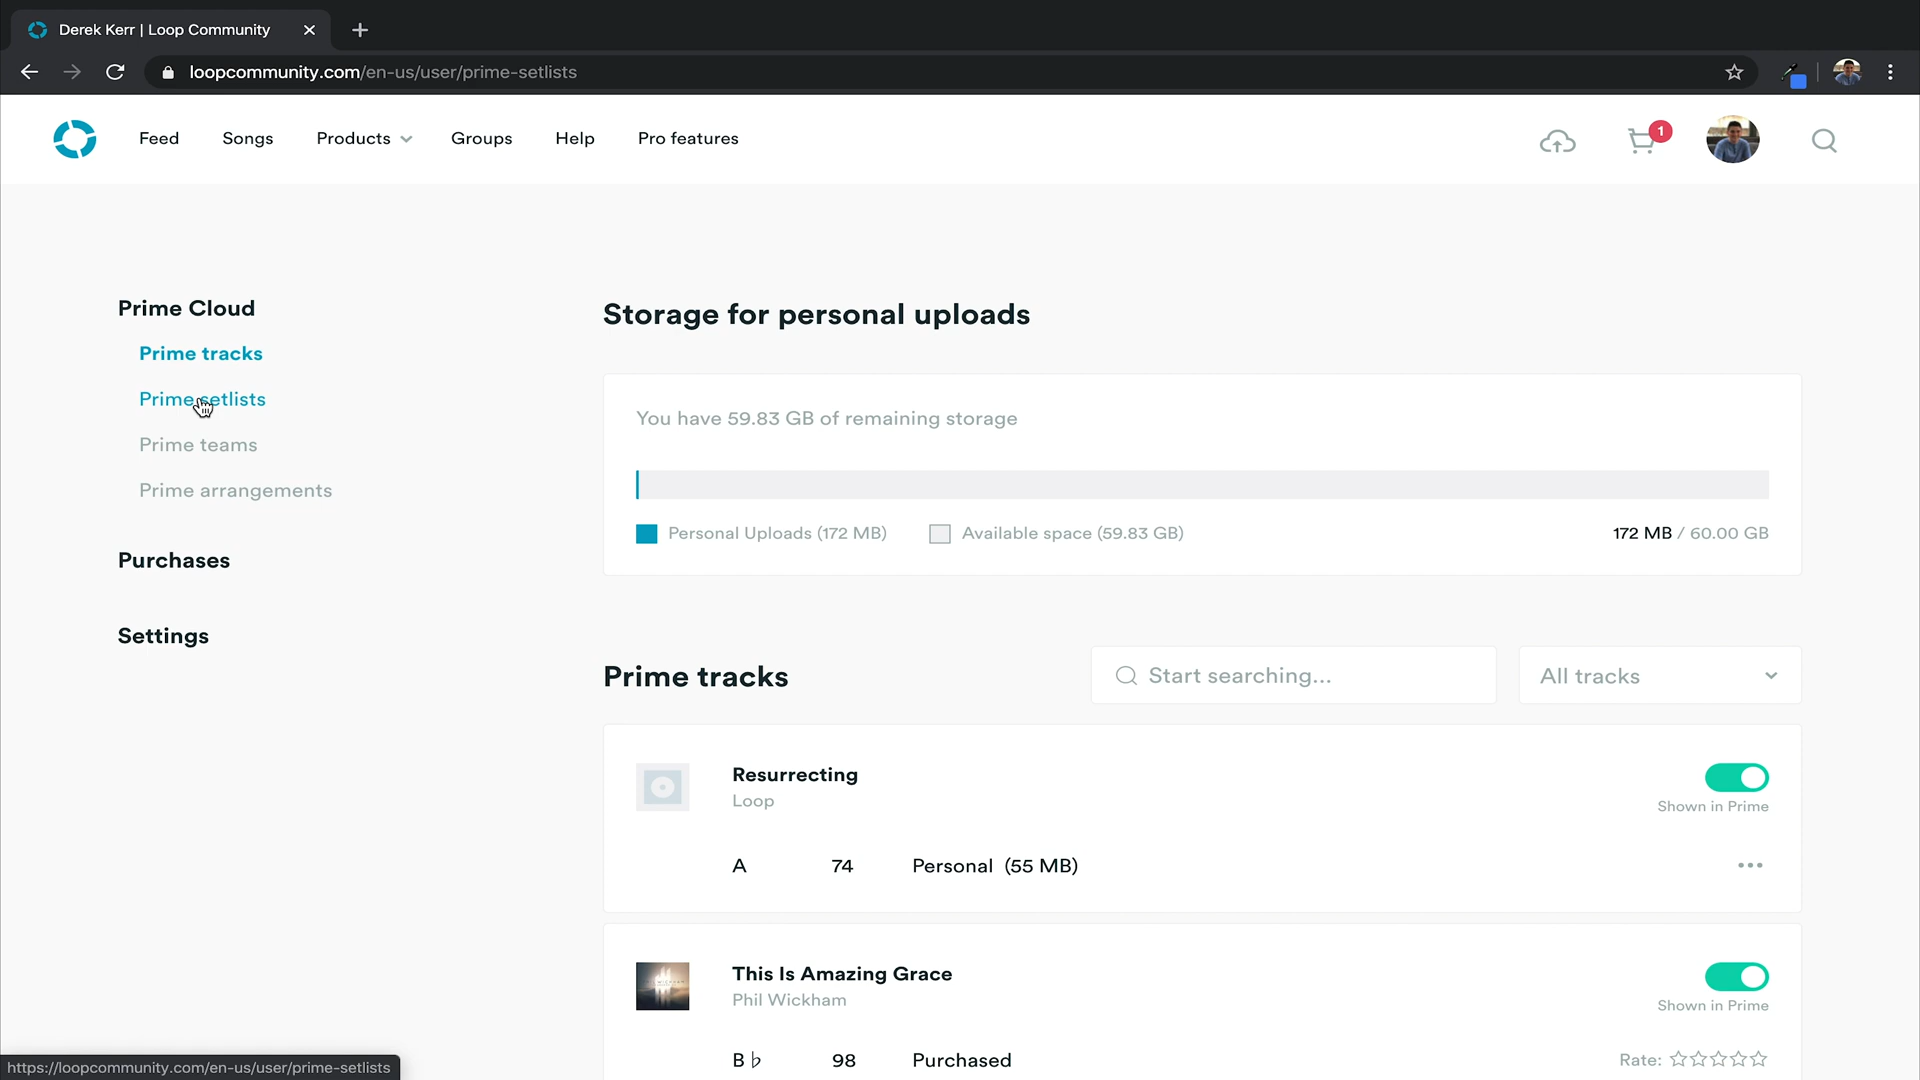 Derek Kerr | Loop Community
loopcommunity.com/en-us/user/prime-setlists
Feed Songs Products Groups Help Pro features
1
Prime Cloud
Prime tracks
Prime setlists
Prime teams
Prime arrangements
Purchases
Settings
Storage for personal uploads
You have 59.83 GB of remaining storage
Personal Uploads (172 MB) Available space (59.83 GB) 172 MB / 60.00 GB
Prime tracks Start searching... All tracks
Resurrecting
Loop
Shown in Prime
A 74 Personal (55 MB)
This Is Amazing Grace
Phil Wickham
Shown in Prime
B♭ 98 Purchased Rate:
https://loopcommunity.com/en-us/user/prime-setlists